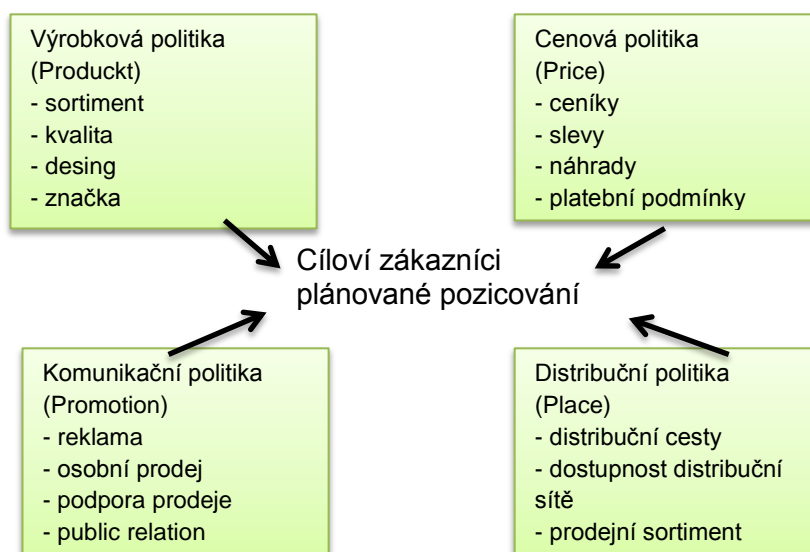 Výrobková politika
(Produckt)
- sortiment
- kvalita
- desing
- značka
Cenová politika
(Price)
- ceníky
- slevy
- náhrady
- platební podmínky
Cíloví zákazníci
plánované pozicování
Komunikační politika
(Promotion)
- reklama
- osobní prodej
- podpora prodeje
- public relation
Distribuční politika
(Place)
- distribuční cesty
- dostupnost distribuční
sítě
- prodejní sortiment